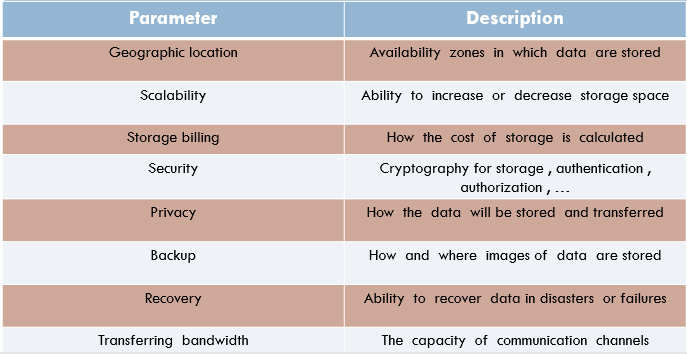 Parameter Description
Geographic location Availability zones in which data are stored
Scalability Ability to increase or decrease storage space
Storage billing How the cost of storage is calculated
Security Cryptography for storage , authentication ,
authorization , ...
Privacy How the data will be stored and transferred
Backup How and where images of data are stored
Recovery Ability to recover data in disasters or failures
Transferring bandwidth The capacity of communication channels